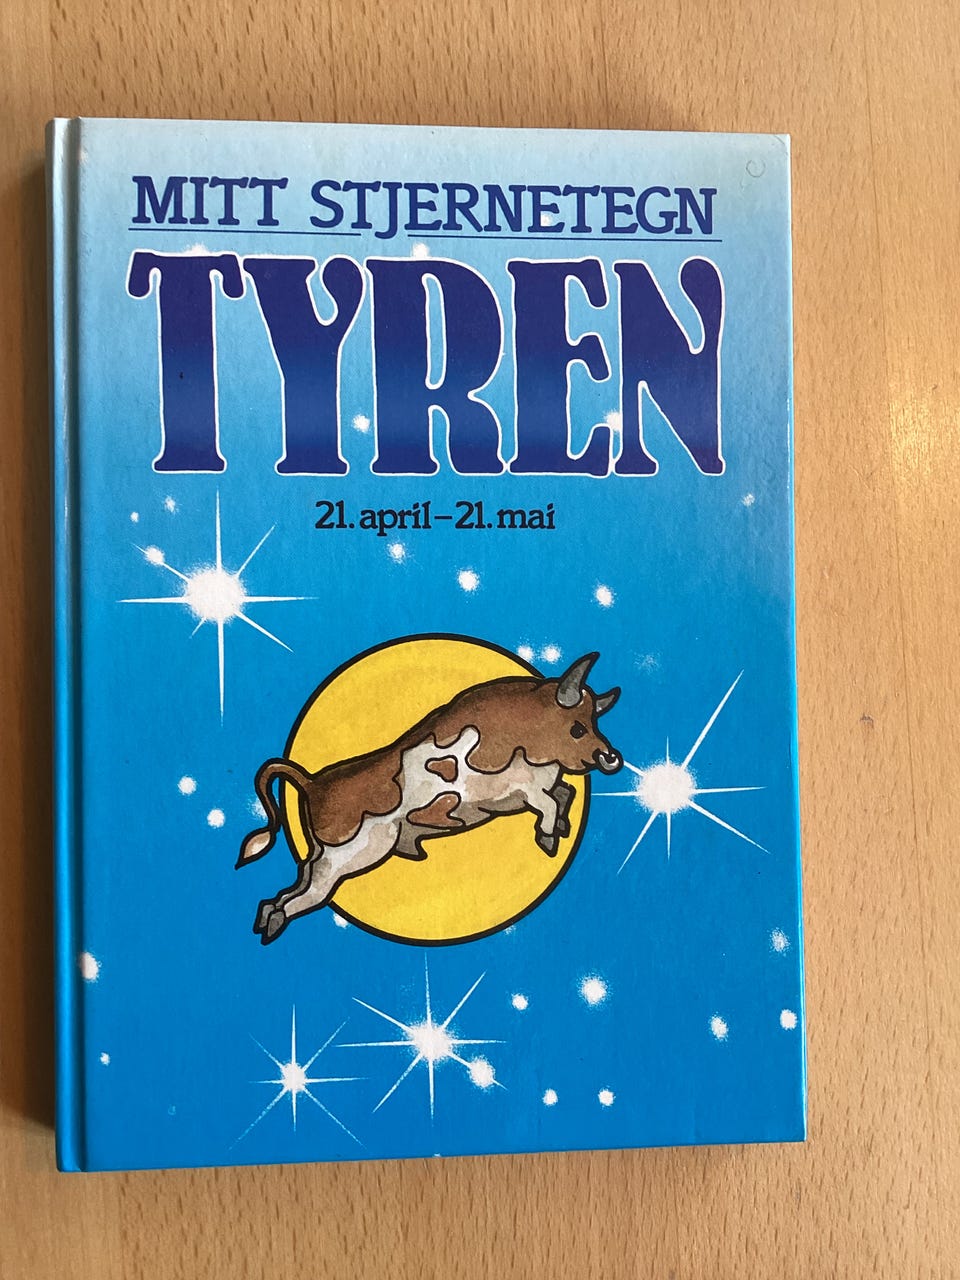 MITT STJERNETEGN
TYREN
21. april – 21. mai